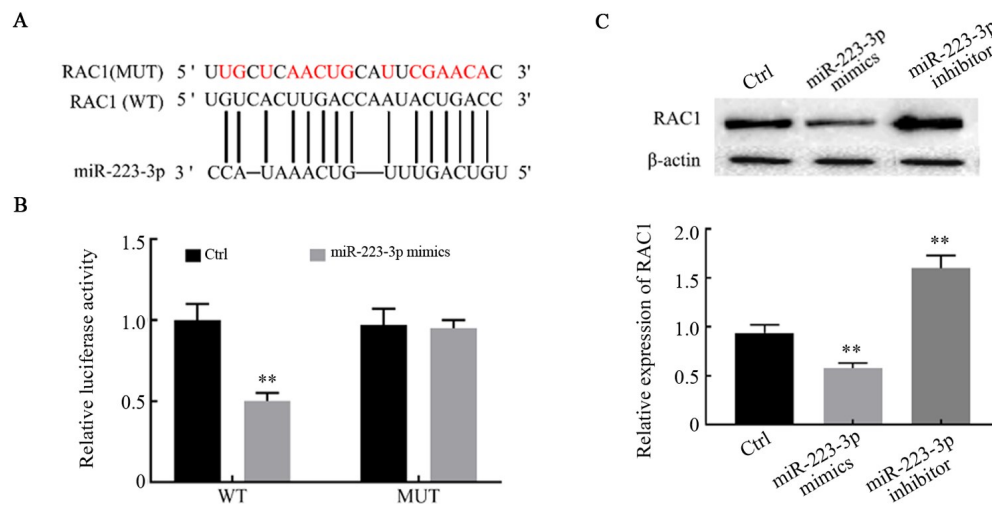 A
RAC1(MUT) 5' UUGCUCAACUGCAUUCGAACAC 3'
RAC1 (WT) 5' UGUCACUUGACCAAUACUGACC 3'
miR-223-3p 3' CCA—UAAACUG—UUUGACUGU 5'
B
Relative luciferase activity
1.5
1.0
0.5
0
Ctrl
miR-223-3p mimics
**
WT
MUT
C
Ctrl
miR-223-3p
mimics
miR-223-3p
inhibitor
RAC1
β-actin
Relative expression of RAC1
2.0
1.5
1.0
0.5
0
**
**
Ctrl
miR-223-3p
mimics
miR-223-3p
inhibitor